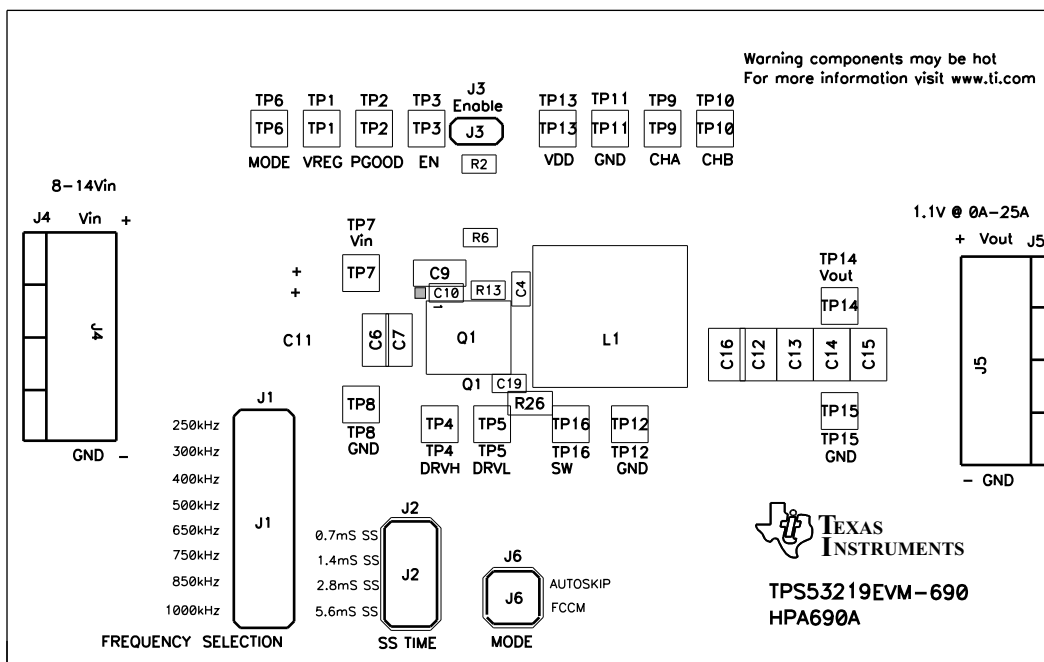 Warning components may be hot
For more information visit www.ti.com
J3
TP6 TP1 TP2 TP3 Enable TP13 TP11 TP9 TP10
TP6 TP1 TP2 TP3 J3 TP13 TP11 TP9 TP10
MODE VREG PGOOD EN R2 VDD GND CHA CHB
8-14Vin
J4 Vin +
1.1V @ 0A-25A
+ Vout J5
TP7
Vin
R6
TP14
Vout
+ TP7 C9
+ C10 R13 C4
1
TP14
C11 C6 C7 Q1 L1
C16 C12 C13 C14 C15
J4
J5
Q1 C19
R26
TP8
TP8
GND
TP4 TP5 TP16 TP12
TP4 TP5 TP16 TP12
DRVH DRVL SW GND
TP15
TP15
GND
GND -
- GND
J1
250kHz
300kHz
400kHz
500kHz
650kHz
750kHz
850kHz
1000kHz
J1
FREQUENCY SELECTION
J2
0.7mS SS
1.4mS SS
2.8mS SS
5.6mS SS
J2
SS TIME
J6
J6
AUTOSKIP
FCCM
MODE
ti
TEXAS
INSTRUMENTS
TPS53219EVM-690
HPA690A